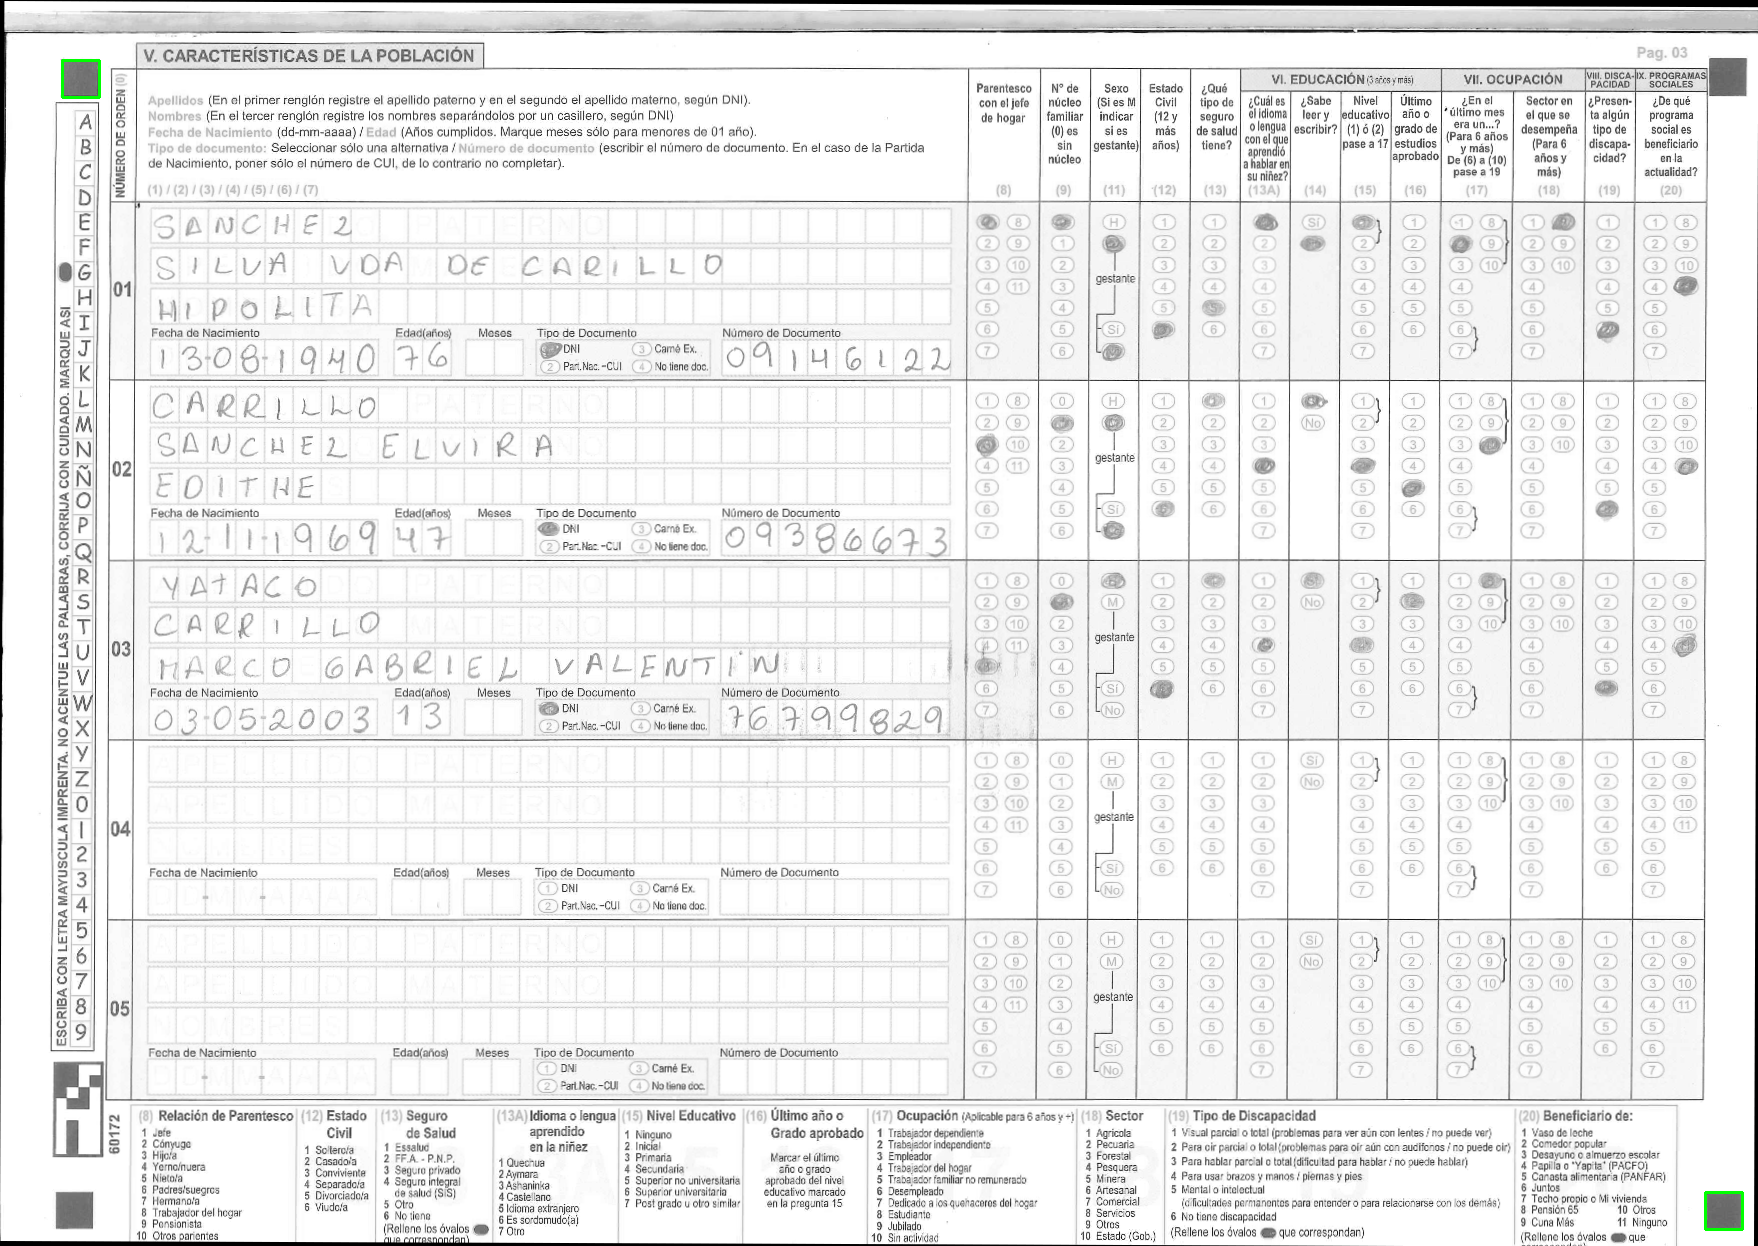 V. CARACTERÍSTICAS DE LA POBLACIÓN
Pag. 03
NÚMERO DE ORDEN (0)
Apellidos (En el primer renglón registre el apellido paterno y en el segundo el apellido materno, según DNI).
Nombres (En el tercer renglón registre los nombres separándolos por un casillero, según DNI)
Fecha de Nacimiento (dd-mm-aaaa) / Edad (Años cumplidos. Marque meses sólo para menores de 01 año).
Tipo de documento: Seleccionar sólo una alternativa / Número de documento (escribir el número de documento. En el caso de la Partida
de Nacimiento, poner sólo el número de CUI, de lo contrario no completar).
(1) / (2) / (3) / (4) / (5) / (6) / (7)
Parentesco con el jefe de hogar (8)
N° de núcleo familiar (0) es sin núcleo (9)
Sexo (Si es M indicar si es gestante) (11)
Estado Civil (12 y más años) (12)
¿Qué tipo de seguro de salud tiene? (13)
VI. EDUCACIÓN (3 años y más)
¿Cuál es el idioma o lengua con el que aprendió a hablar en su niñez? (13A)
¿Sabe leer y escribir? (14)
Nivel educativo (1) ó (2) pase a 17 (15)
Último año o grado de estudios aprobado (16)
VII. OCUPACIÓN
¿En el último mes era un...? (Para 6 años y más) De (6) a (10) pase a 19 (17)
Sector en el que se desempeña (Para 6 años y más) (18)
VIII. DISCAPACIDAD
¿Presenta algún tipo de discapacidad? (19)
IX. PROGRAMAS SOCIALES
¿De qué programa social es beneficiario en la actualidad? (20)
ESCRIBA CON LETRA MAYUSCULA IMPRENTA. NO ACENTUE LAS PALABRAS, CORRIJA CON CUIDADO. MARQUE ASI
A B C D E F G H I J K L M N Ñ O P Q R S T U V W X Y Z 0 1 2 3 4 5 6 7 8 9
01
SANCHEZ
SILVA VDA DE CARILLO
HIPOLITA
Fecha de Nacimiento Edad(años) Meses Tipo de Documento Número de Documento
13-08-1940 76 DNI 3 Carné Ex. 2 Part.Nac.-CUI 4 No tiene doc. 09146122
gestante
02
CARRILLO
SANCHEZ ELVIRA
EDITHE
Fecha de Nacimiento Edad(años) Meses Tipo de Documento Número de Documento
12-11-1969 47 DNI 3 Carné Ex. 2 Part.Nac.-CUI 4 No tiene doc. 09386673
gestante
03
YATACO
CARRILLO
MARCO GABRIEL VALENTIN
Fecha de Nacimiento Edad(años) Meses Tipo de Documento Número de Documento
03-05-2003 13 DNI 3 Carné Ex. 2 Part.Nac.-CUI 4 No tiene doc. 76799829
gestante
04
Fecha de Nacimiento Edad(años) Meses Tipo de Documento Número de Documento
1 DNI 3 Carné Ex. 2 Part.Nac.-CUI 4 No tiene doc.
gestante
05
Fecha de Nacimiento Edad(años) Meses Tipo de Documento Número de Documento
1 DNI 3 Carné Ex. 2 Part.Nac.-CUI 4 No tiene doc.
gestante
60172
(8) Relación de Parentesco
1 Jefe
2 Cónyuge
3 Hijo/a
4 Yerno/nuera
5 Nieto/a
6 Padres/suegros
7 Hermano/a
8 Trabajador del hogar
9 Pensionista
10 Otros parientes
(12) Estado Civil
1 Soltero/a
2 Casado/a
3 Conviviente
4 Separado/a
5 Divorciado/a
6 Viudo/a
(13) Seguro de Salud
1 Essalud
2 FF.A. - P.N.P.
3 Seguro privado
4 Seguro integral de salud (SIS)
5 Otro
6 No tiene
(Rellene los óvalos que correspondan)
(13A) Idioma o lengua aprendido en la niñez
1 Quechua
2 Aymara
3 Ashaninka
4 Castellano
5 Idioma extranjero
6 Es sordomudo(a)
7 Otro
(15) Nivel Educativo
1 Ninguno
2 Inicial
3 Primaria
4 Secundaria
5 Superior no universitaria
6 Superior universitaria
7 Post grado u otro similar
(16) Último año o Grado aprobado
Marcar el último año o grado aprobado del nivel educativo marcado en la pregunta 15
(17) Ocupación (Aplicable para 6 años y +)
1 Trabajador dependiente
2 Trabajador independiente
3 Empleador
4 Trabajador del hogar
5 Trabajador familiar no remunerado
6 Desempleado
7 Dedicado a los quehaceres del hogar
8 Estudiante
9 Jubilado
10 Sin actividad
(18) Sector
1 Agrícola
2 Pecuaria
3 Forestal
4 Pesquera
5 Minera
6 Artesanal
7 Comercial
8 Servicios
9 Otros
10 Estado (Gob.)
(19) Tipo de Discapacidad
1 Visual parcial o total (problemas para ver aún con lentes / no puede ver)
2 Para oir parcial o total (problemas para oir aún con audífonos / no puede oir)
3 Para hablar parcial o total (dificultad para hablar / no puede hablar)
4 Para usar brazos y manos / piernas y pies
5 Mental o intelectual
(dificultades permanentes para entender o para relacionarse con los demás)
6 No tiene discapacidad
(Rellene los óvalos que correspondan)
(20) Beneficiario de:
1 Vaso de leche
2 Comedor popular
3 Desayuno o almuerzo escolar
4 Papilla o "Yapita" (PACFO)
5 Canasta alimentaria (PANFAR)
6 Juntos
7 Techo propio o Mi vivienda
8 Pensión 65 10 Otros
9 Cuna Más 11 Ninguno
(Rellene los óvalos que